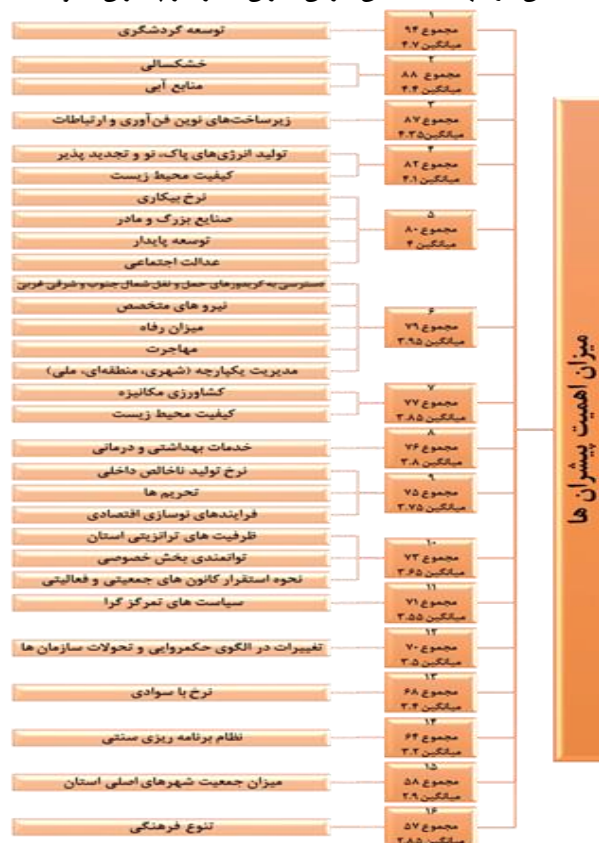 میزان اهمیت پیشران ها
۱
مجموع ۹۴
میانگین ۴.۷
توسعه گردشگری
۲
مجموع ۸۸
میانگین ۴.۴
خشکسالی
منابع آبی
۳
مجموع ۸۷
میانگین ۴.۳۵
زیرساخت‌های نوین فن‌آوری و ارتباطات
۴
مجموع ۸۲
میانگین ۴.۱
تولید انرژی‌های پاک، نو و تجدید پذیر
کیفیت محیط زیست
۵
مجموع ۸۰
میانگین ۴
نرخ بیکاری
صنایع بزرگ و مادر
توسعه پایدار
عدالت اجتماعی
۶
مجموع ۷۹
میانگین ۳.۹۵
دسترسی به کریدورهای حمل و نقل شمال جنوب و شرقی غربی
نیرو های متخصص
میزان رفاه
مهاجرت
مدیریت یکپارچه (شهری، منطقه‌ای، ملی)
۷
مجموع ۷۷
میانگین ۳.۸۵
کشاورزی مکانیزه
کیفیت محیط زیست
۸
مجموع ۷۶
میانگین ۳.۸
خدمات بهداشتی و درمانی
۹
مجموع ۷۵
میانگین ۳.۷۵
نرخ تولید ناخالص داخلی
تحریم ها
فرایندهای نوسازی اقتصادی
۱۰
مجموع ۷۳
میانگین ۳.۶۵
ظرفیت های ترانزیتی استان
توانمندی بخش خصوصی
نحوه استقرار کانون های جمعیتی و فعالیتی
۱۱
مجموع ۷۱
میانگین ۳.۵۵
سیاست های تمرکز گرا
۱۲
مجموع ۷۰
میانگین ۳.۵
تغییرات در الگوی حکمروایی و تحولات سازمان ها
۱۳
مجموع ۶۸
میانگین ۳.۴
نرخ با سوادی
۱۴
مجموع ۶۴
میانگین ۳.۲
نظام برنامه ریزی سنتی
۱۵
مجموع ۵۸
میانگین ۲.۹
میزان جمعیت شهرهای اصلی استان
۱۶
مجموع ۵۷
میانگین ۲.۸۵
تنوع فرهنگی